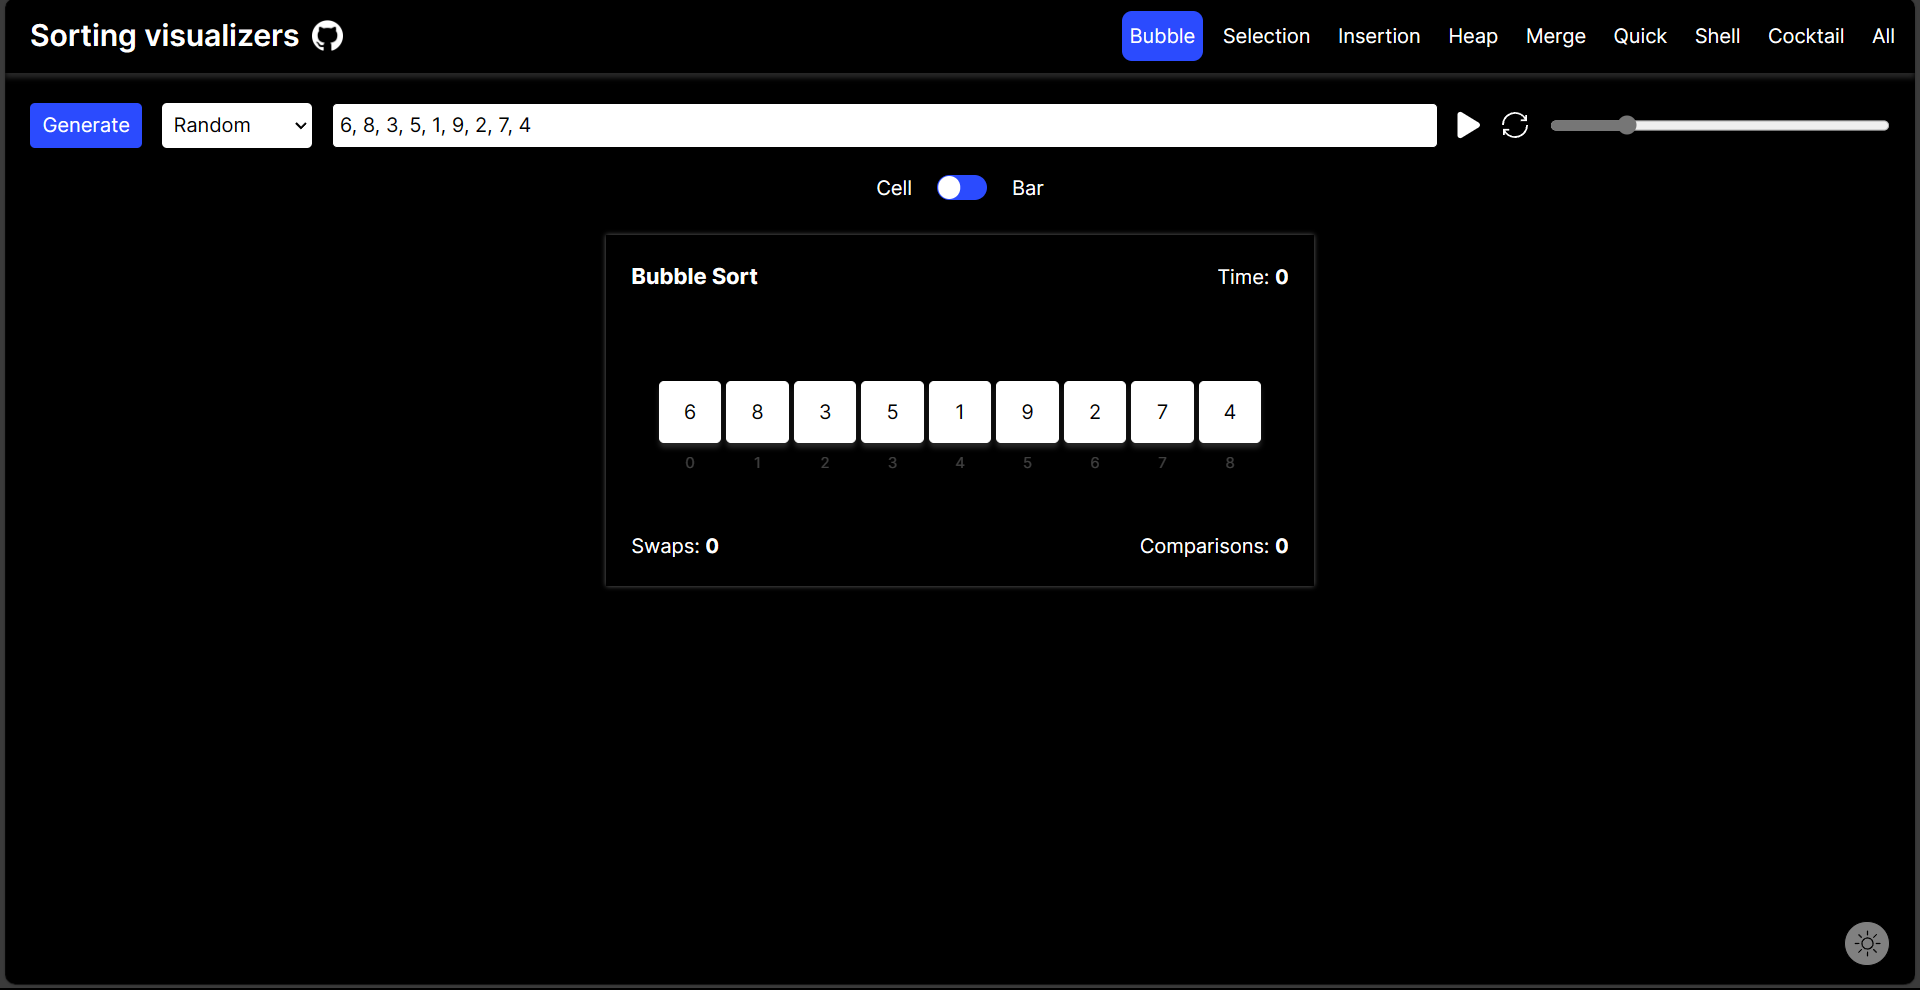 Sorting visualizers
Bubble Selection Insertion Heap Merge Quick Shell Cocktail All
Generate Random 6, 8, 3, 5, 1, 9, 2, 7, 4
Cell Bar
Bubble Sort Time: 0
6 8 3 5 1 9 2 7 4
0 1 2 3 4 5 6 7 8
Swaps: 0 Comparisons: 0